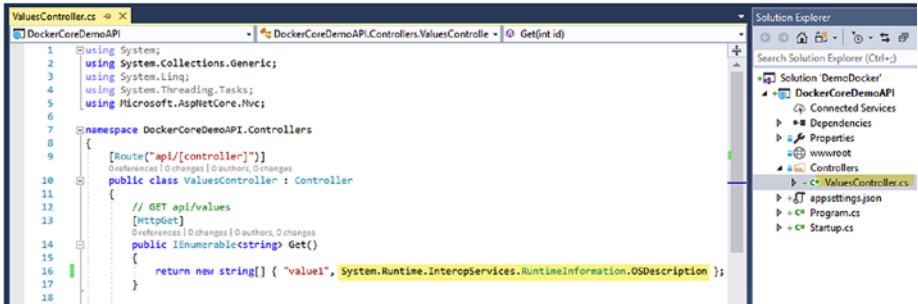 ValuesController.cs
DockerCoreDemoAPI
DockerCoreDemoAPI.Controllers.ValuesControlle
Get(int id)
1 using System;
2 using System.Collections.Generic;
3 using System.Linq;
4 using System.Threading.Tasks;
5 using Microsoft.AspNetCore.Mvc;
6
7 namespace DockerCoreDemoAPI.Controllers
8 {
9 [Route("api/[controller]")]
0 references | 0 changes | 0 authors, 0 changes
10 public class ValuesController : Controller
11 {
12 // GET api/values
13 [HttpGet]
0 references | 0 changes | 0 authors, 0 changes
14 public IEnumerable<string> Get()
15 {
16 return new string[] { "value1", System.Runtime.InteropServices.RuntimeInformation.OSDescription };
17 }
18
Solution Explorer
Search Solution Explorer (Ctrl+;)
Solution 'DemoDocker'
DockerCoreDemoAPI
Connected Services
Dependencies
Properties
wwwroot
Controllers
C# ValuesController.cs
appsettings.json
C# Program.cs
C# Startup.cs